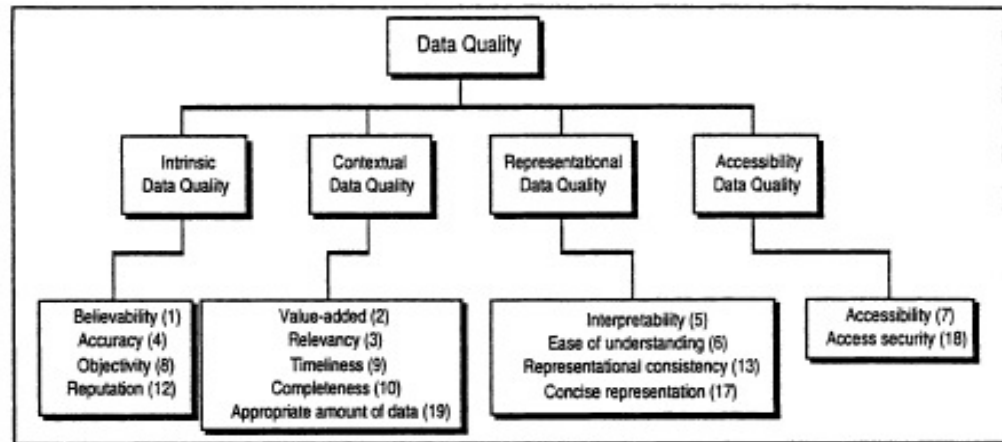 Data Quality
Intrinsic
Data Quality
Contextual
Data Quality
Representational
Data Quality
Accessibility
Data Quality
Believability (1)
Accuracy (4)
Objectivity (8)
Reputation (12)
Value-added (2)
Relevancy (3)
Timeliness (9)
Completeness (10)
Appropriate amount of data (19)
Interpretability (5)
Ease of understanding (6)
Representational consistency (13)
Concise representation (17)
Accessibility (7)
Access security (18)